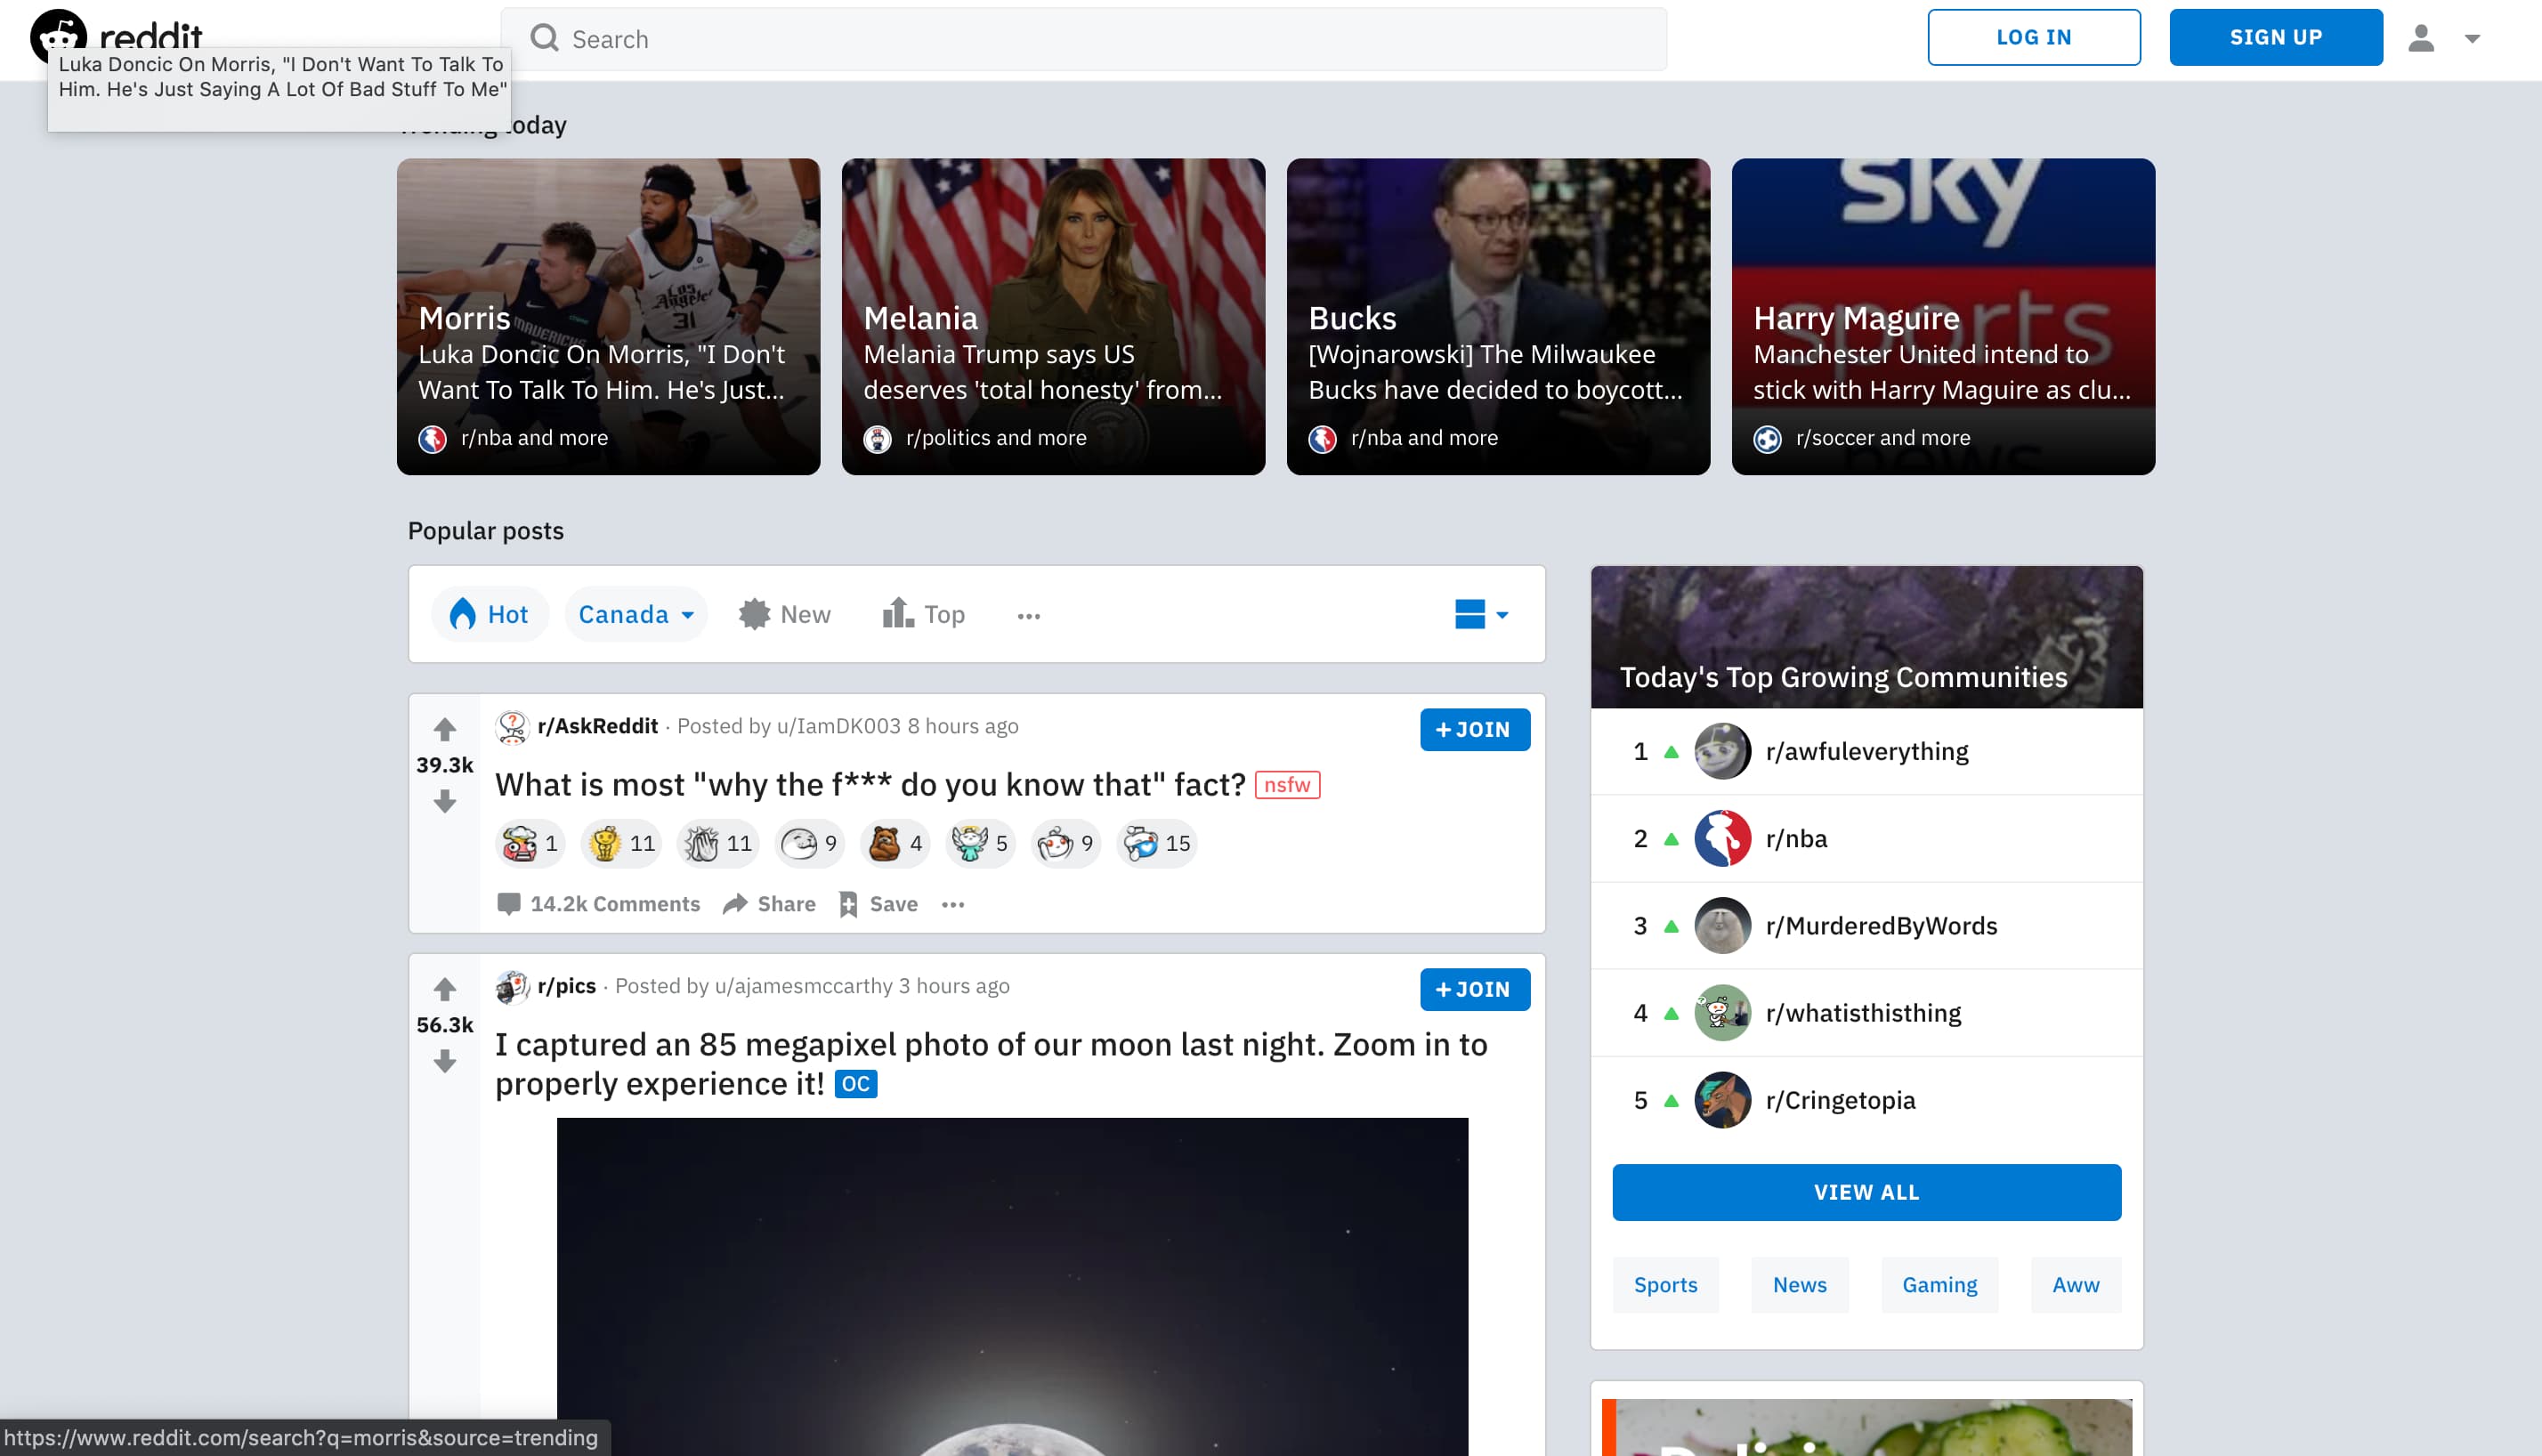 reddit
Search
LOG IN
SIGN UP
Luka Doncic On Morris, "I Don't Want To Talk To
Him. He's Just Saying A Lot Of Bad Stuff To Me"
Trending today
Morris
Luka Doncic On Morris, "I Don't
Want To Talk To Him. He's Just...
r/nba and more
MAVERICKS
Los
Angeles
31
Melania
Melania Trump says US
deserves 'total honesty' from...
r/politics and more
Bucks
[Wojnarowski] The Milwaukee
Bucks have decided to boycott...
r/nba and more
sky
sports
news
Harry Maguire
Manchester United intend to
stick with Harry Maguire as clu...
r/soccer and more
Popular posts
Hot
Canada
New
Top
...
r/AskReddit · Posted by u/IamDK003 8 hours ago
+ JOIN
39.3k
What is most "why the f*** do you know that" fact? nsfw
1 11 11 9 4 5 9 15
14.2k Comments Share Save ...
r/pics · Posted by u/ajamesmccarthy 3 hours ago
+ JOIN
56.3k
I captured an 85 megapixel photo of our moon last night. Zoom in to
properly experience it! OC
Today's Top Growing Communities
1 r/awfuleverything
2 r/nba
3 r/MurderedByWords
4 r/whatisthisthing
5 r/Cringetopia
VIEW ALL
Sports
News
Gaming
Aww
https://www.reddit.com/search?q=morris&source=trending